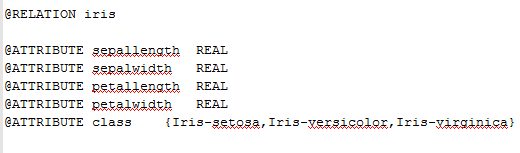 @RELATION iris
@ATTRIBUTE sepallength REAL
@ATTRIBUTE sepalwidth REAL
@ATTRIBUTE petallength REAL
@ATTRIBUTE petalwidth REAL
@ATTRIBUTE class {Iris-setosa,Iris-versicolor,Iris-virginica}